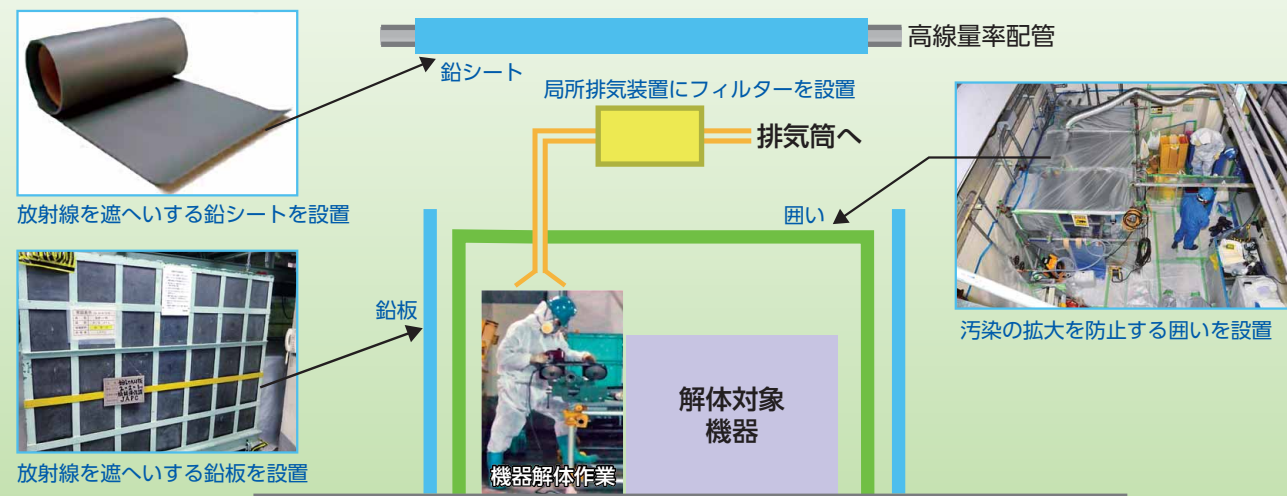 高線量率配管
鉛シート
局所排気装置にフィルターを設置
排気筒へ
放射線を遮へいする鉛シートを設置
囲い
鉛板
汚染の拡大を防止する囲いを設置
解体対象
機器
機器解体作業
放射線を遮へいする鉛板を設置